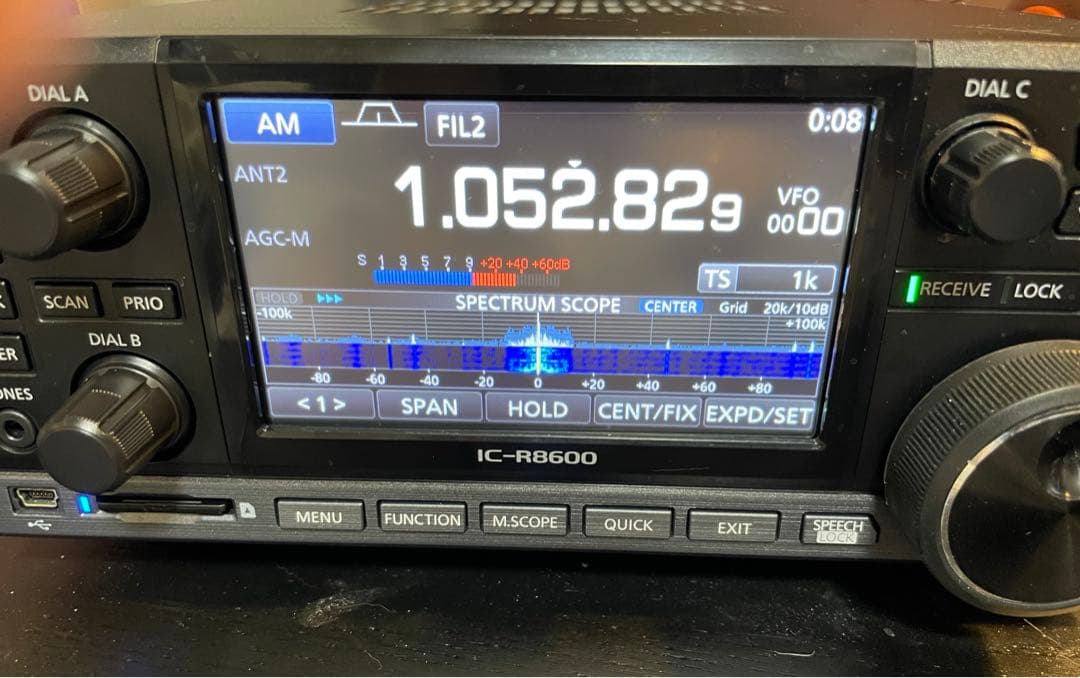 DIAL A
DIAL C
AM
FIL2
0:08
ANT2
1.052.829
VFO
0000
AGC-M
S 1 3 5 7 9 +20 +40 +60dB
TS 1k
SCAN
PRIO
RECEIVE
LOCK
HOLD
SPECTRUM SCOPE
CENTER
Grid
20k/10dB
-100k
+100k
DIAL B
ER
-80 -60 -40 -20 0 +20 +40 +60 +80
ONES
<1>
SPAN
HOLD
CENT/FIX
EXPD/SET
IC-R8600
MENU
FUNCTION
M.SCOPE
QUICK
EXIT
SPEECH
LOCK